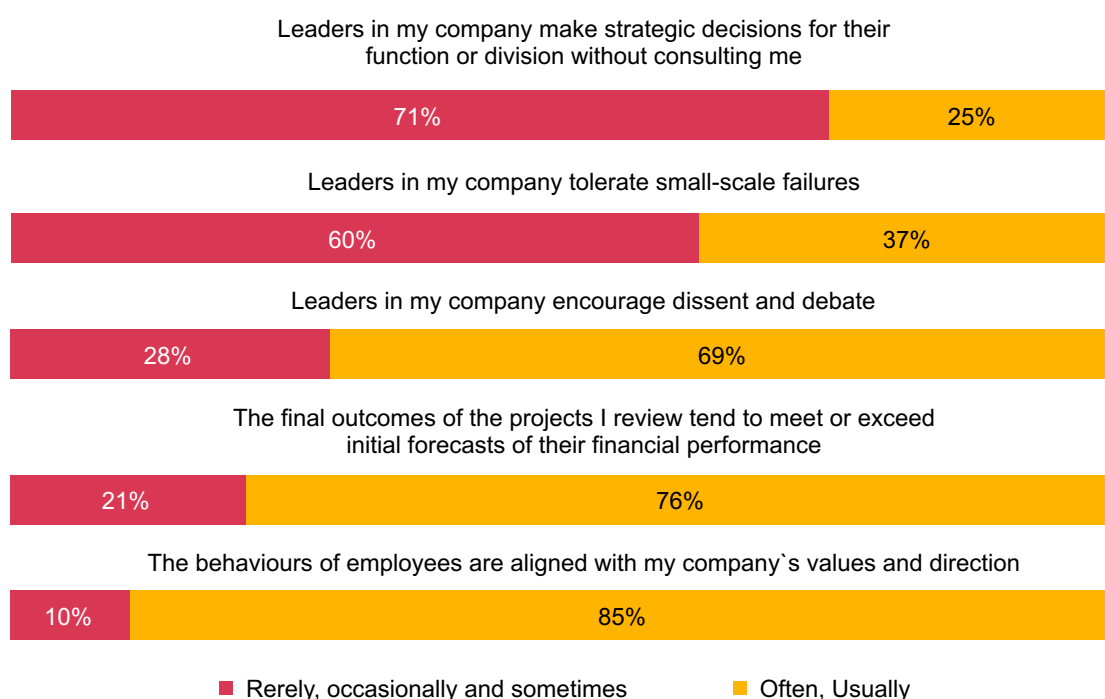 Leaders in my company make strategic decisions for their
function or division without consulting me
71% 25%
Leaders in my company tolerate small-scale failures
60% 37%
Leaders in my company encourage dissent and debate
28% 69%
The final outcomes of the projects I review tend to meet or exceed
initial forecasts of their financial performance
21% 76%
The behaviours of employees are aligned with my company`s values and direction
10% 85%
Rerely, occasionally and sometimes Often, Usually